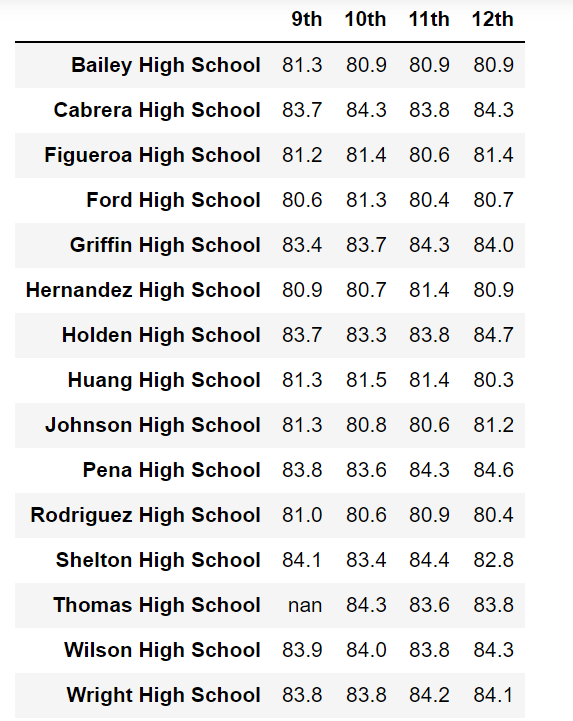 9th 10th 11th 12th
Bailey High School 81.3 80.9 80.9 80.9
Cabrera High School 83.7 84.3 83.8 84.3
Figueroa High School 81.2 81.4 80.6 81.4
Ford High School 80.6 81.3 80.4 80.7
Griffin High School 83.4 83.7 84.3 84.0
Hernandez High School 80.9 80.7 81.4 80.9
Holden High School 83.7 83.3 83.8 84.7
Huang High School 81.3 81.5 81.4 80.3
Johnson High School 81.3 80.8 80.6 81.2
Pena High School 83.8 83.6 84.3 84.6
Rodriguez High School 81.0 80.6 80.9 80.4
Shelton High School 84.1 83.4 84.4 82.8
Thomas High School nan 84.3 83.6 83.8
Wilson High School 83.9 84.0 83.8 84.3
Wright High School 83.8 83.8 84.2 84.1